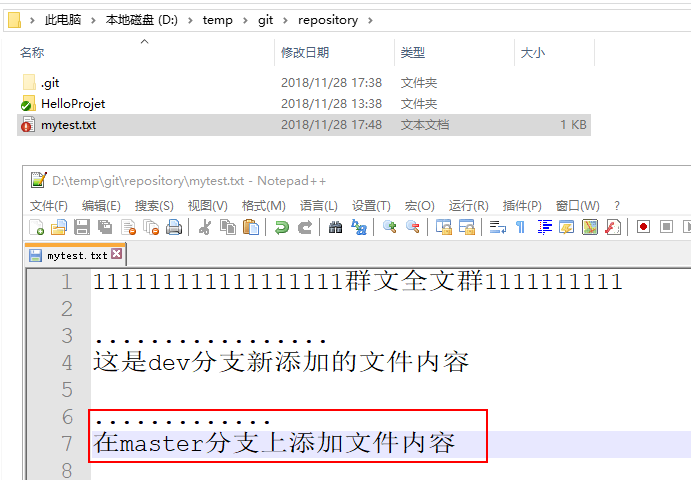 此电脑 > 本地磁盘 (D:) > temp > git > repository >
名称 修改日期 类型 大小
.git 2018/11/28 17:38 文件夹
HelloProjet 2018/11/28 13:38 文件夹
mytest.txt 2018/11/28 17:48 文本文档 1 KB
D:\temp\git\repository\mytest.txt - Notepad++
文件(F) 编辑(E) 搜索(S) 视图(V) 格式(M) 语言(L) 设置(T) 宏(O) 运行(R) 插件(P) 窗口(W) ?
mytest.txt
1 111111111111111111群文全文群1111111111
2
3 .................
4 这是dev分支新添加的文件内容
5
6 .............
7 在master分支上添加文件内容
8